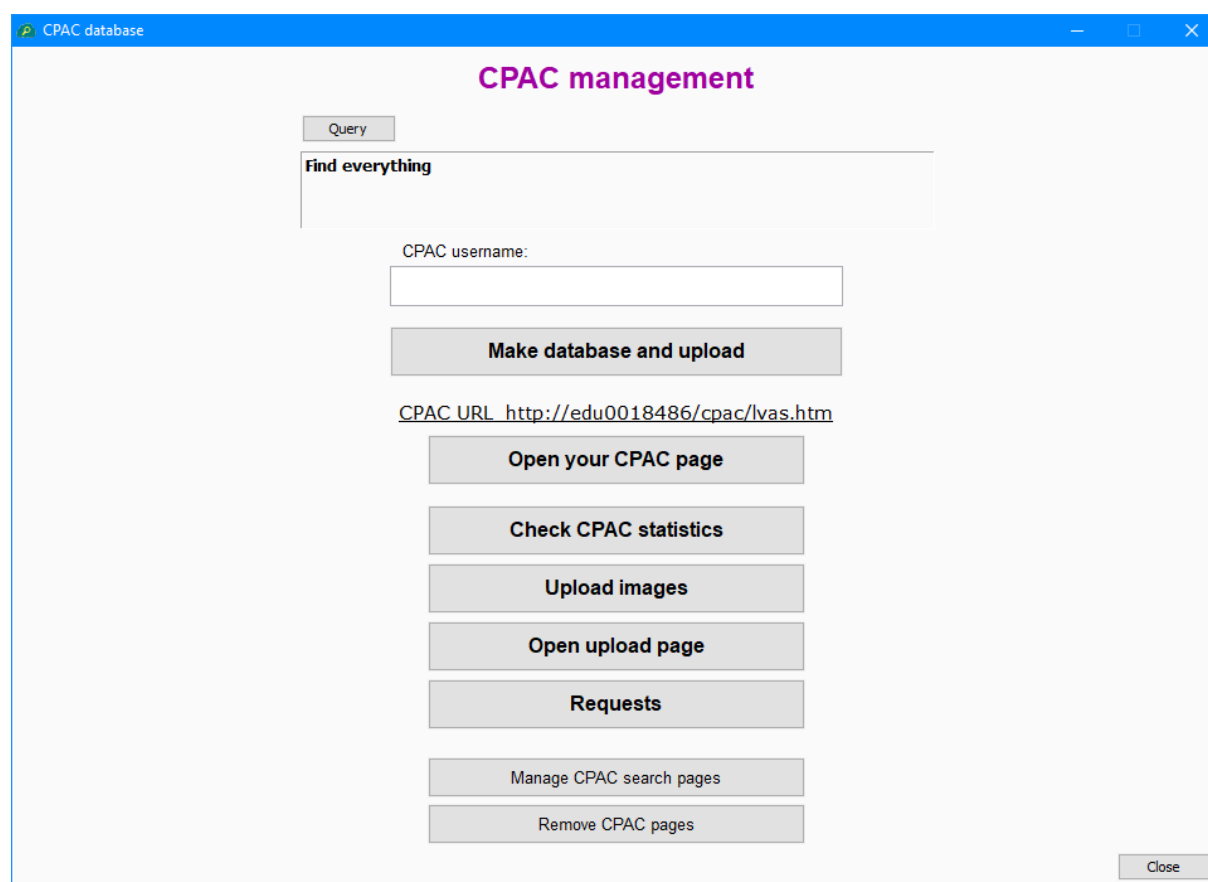 CPAC database
CPAC management
Query
Find everything
CPAC username:
Make database and upload
CPAC URL  http://edu0018486/cpac/lvas.htm
Open your CPAC page
Check CPAC statistics
Upload images
Open upload page
Requests
Manage CPAC search pages
Remove CPAC pages
Close